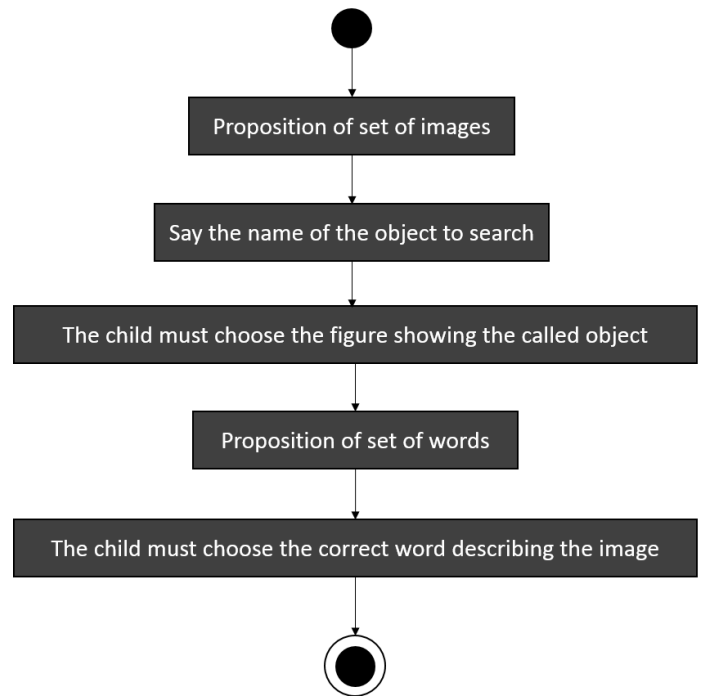 Proposition of set of images
Say the name of the object to search
The child must choose the figure showing the called object
Proposition of set of words
The child must choose the correct word describing the image